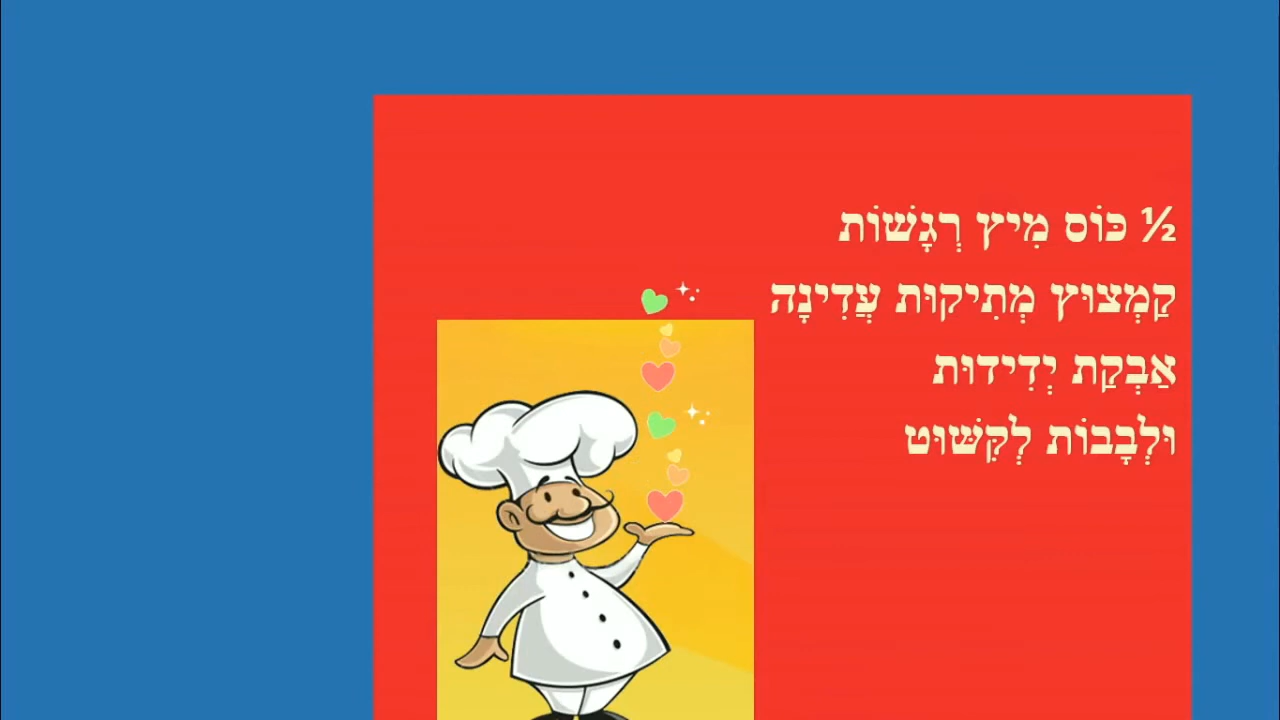 ½ כּוֹס מִיץ רְגָשׁוֹת
קַמְצוּץ מְתִיקוּת עֲדִינָה
אַבְקַת יְדִידוּת
וּלְבָבוֹת לְקִשּׁוּט